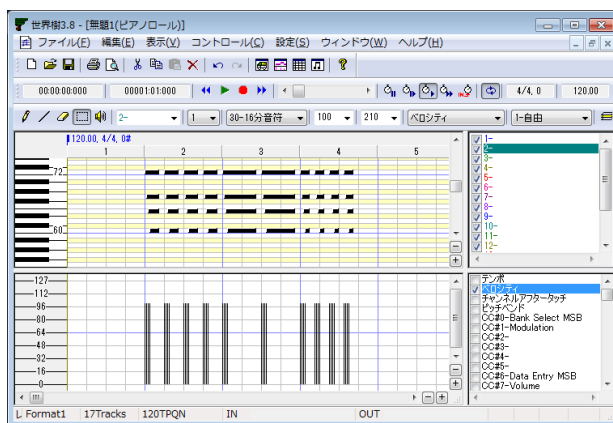 世界樹3.8 - [無題1(ピアノロール)]
ファイル(F) 編集(E) 表示(V) コントロール(C) 設定(S) ウィンドウ(W) ヘルプ(H)
00:00:00:000 00001:01:000 4/4, 0 120.00
2- 1 30-16分音符 100 210 ベロシティ 1-自由
120.00, 4/4, 0#
1 2 3 4 5
72
60
1-
2-
3-
4-
5-
6-
7-
8-
9-
10-
11-
12-
127
112
96
80
64
48
32
16
0
テンポ
ベロシティ
チャンネルアフタータッチ
ピッチベンド
CC#0-Bank Select MSB
CC#1-Modulation
CC#2-
CC#3-
CC#4-
CC#5-
CC#6-Data Entry MSB
CC#7-Volume
Format1 17Tracks 120TPQN IN OUT